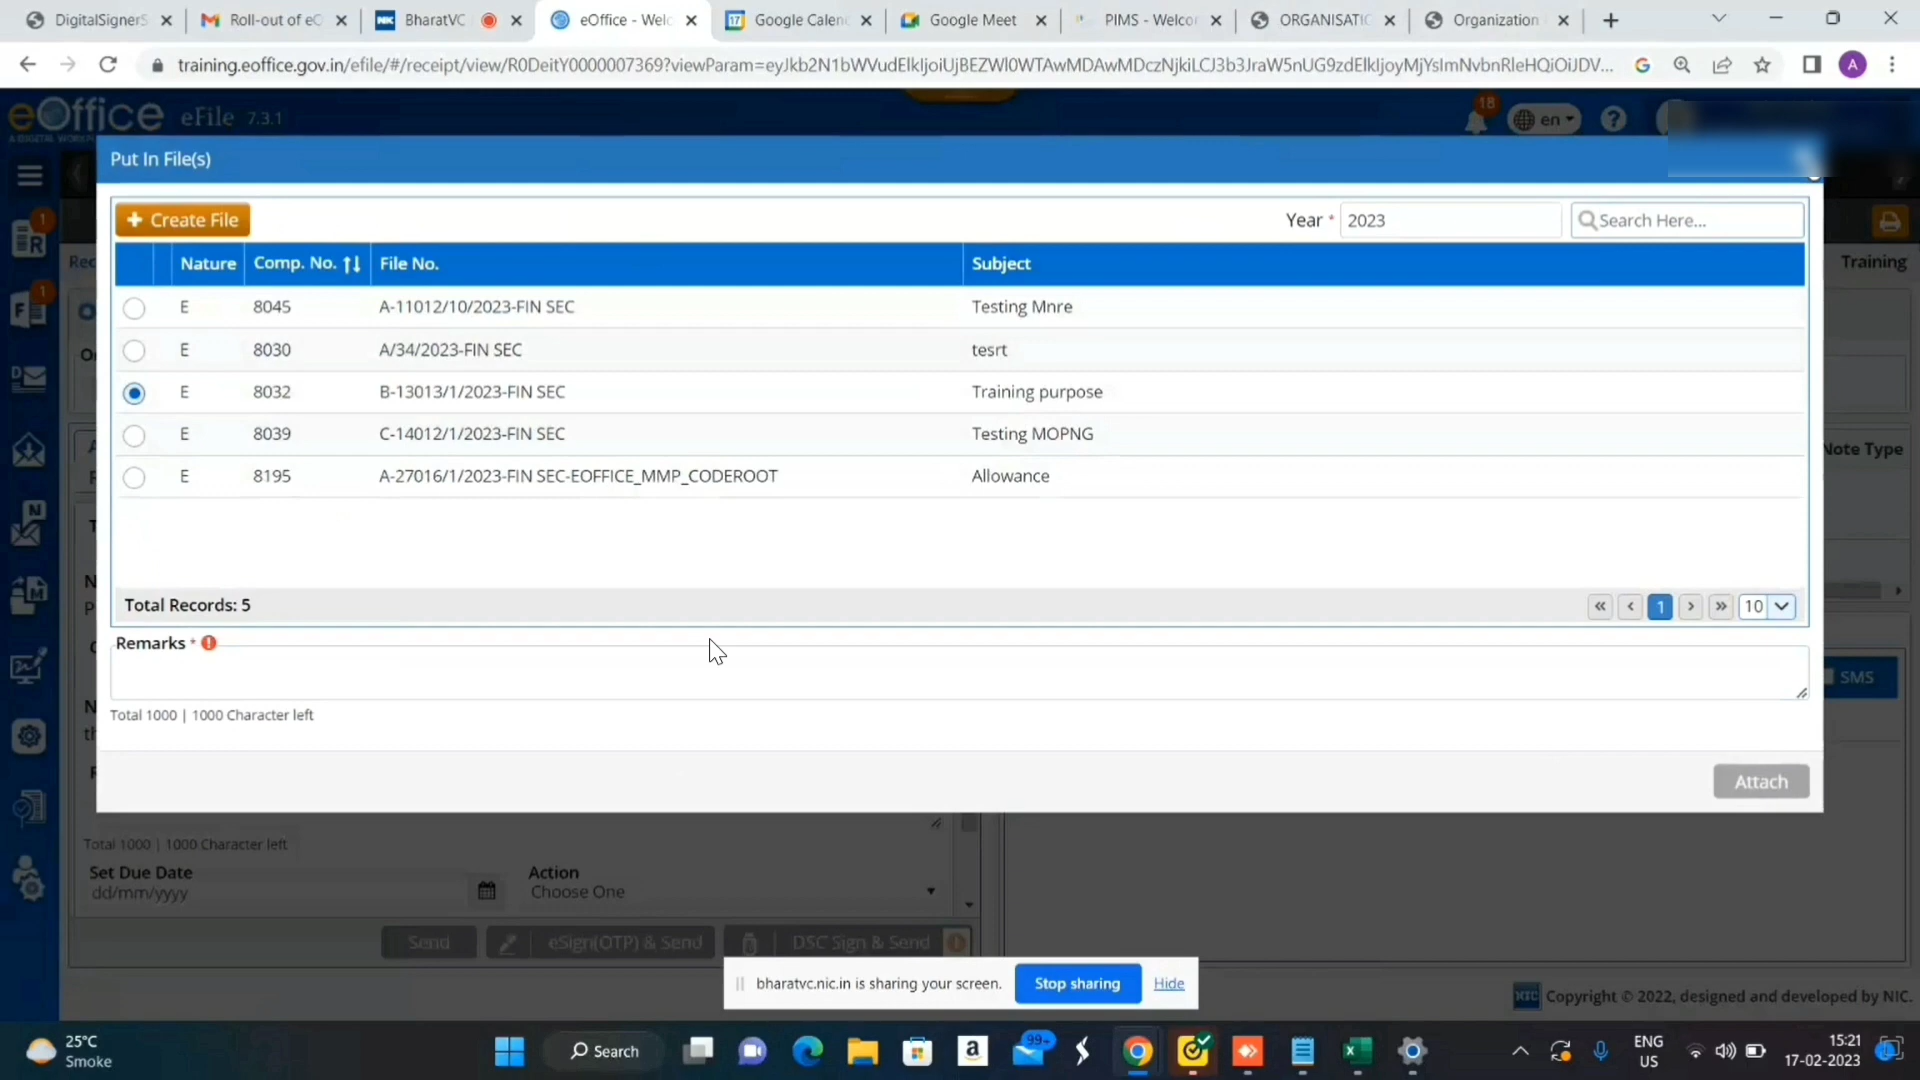 DigitalSignerS
Roll-out of eO
BharatVC
eOffice - Welc
Google Calen
Google Meet
PIMS - Welco
ORGANISATIO
Organization
training.eoffice.gov.in/efile/#/receipt/view/R0DeitY0000007369?viewParam=eyJkb2N1bWVudElkIjoiUjBEZWl0WTAwMDAwMDczNjkiLCJ3b3JraW5nUG9zdElkIjoyMjYsImNvbnRleHQiOiJDV...
A
eOffice eFile 7.3.1
18
en
Put In File(s)
+ Create File
Year * 2023
Search Here...
Nature Comp. No. File No. Subject
E 8045 A-11012/10/2023-FIN SEC Testing Mnre
E 8030 A/34/2023-FIN SEC tesrt
E 8032 B-13013/1/2023-FIN SEC Training purpose
E 8039 C-14012/1/2023-FIN SEC Testing MOPNG
E 8195 A-27016/1/2023-FIN SEC-EOFFICE_MMP_CODEROOT Allowance
Total Records: 5
« ‹ 1 › » 10
Remarks *
Total 1000 | 1000 Character left
Attach
Training
Note Type
SMS
Total 1000 | 1000 Character left
Set Due Date
dd/mm/yyyy
Action
Choose One
Send
eSign(OTP) & Send
DSC Sign & Send
bharatvc.nic.in is sharing your screen.
Stop sharing
Hide
Copyright © 2022, designed and developed by NIC.
25°C
Smoke
Search
99+
ENG
US
15:21
17-02-2023